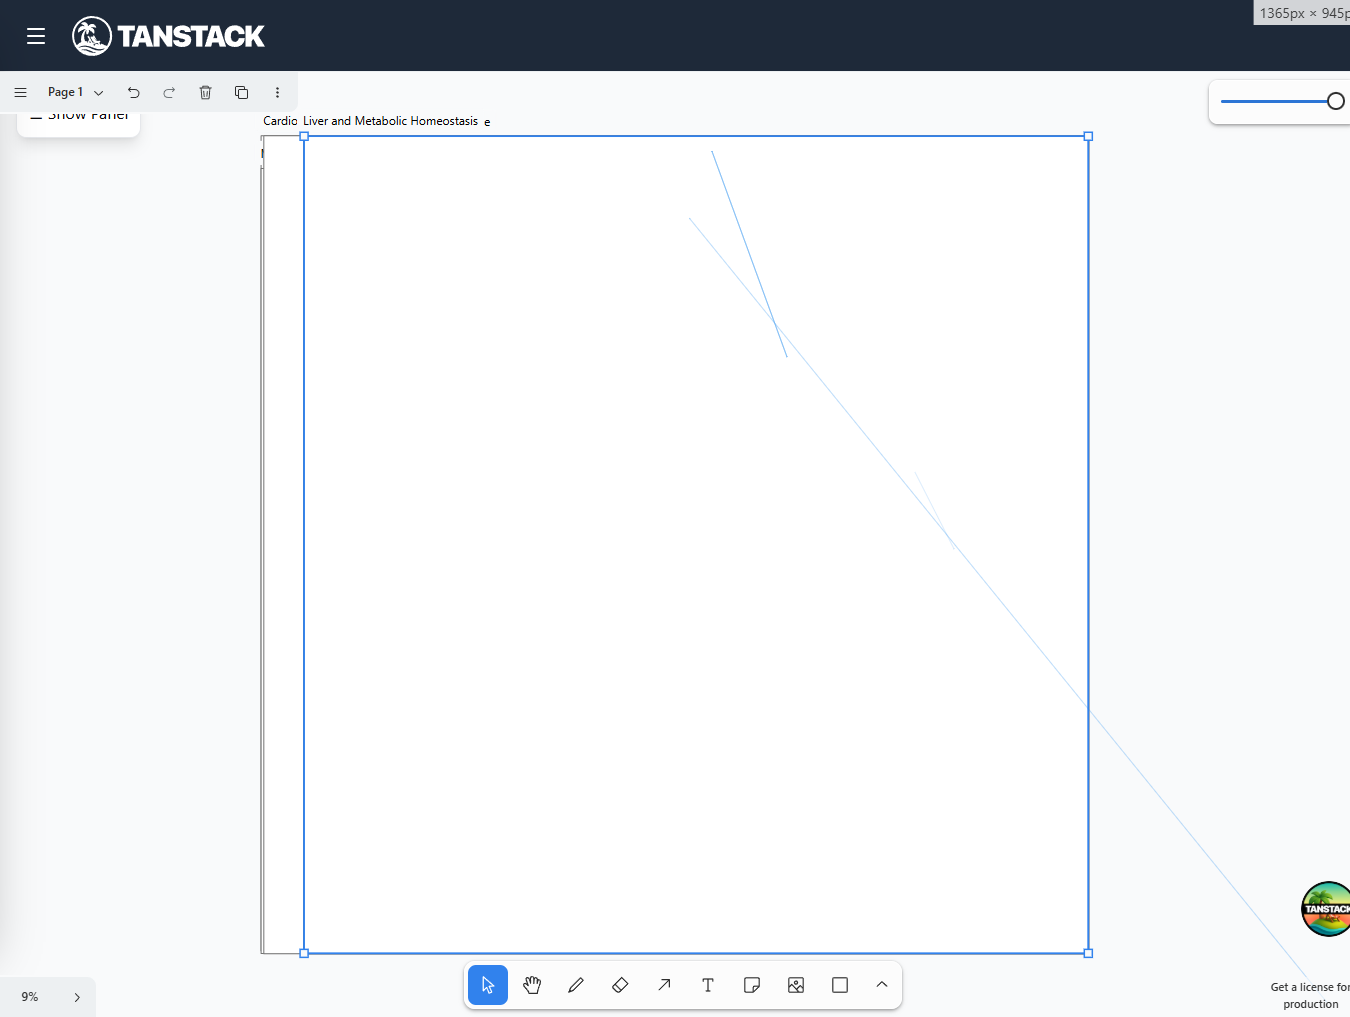 1365px × 945p
TANSTACK
Page 1
Show Panel
Cardio Liver and Metabolic Homeostasis e
TANSTACK
9%
Get a license for
production